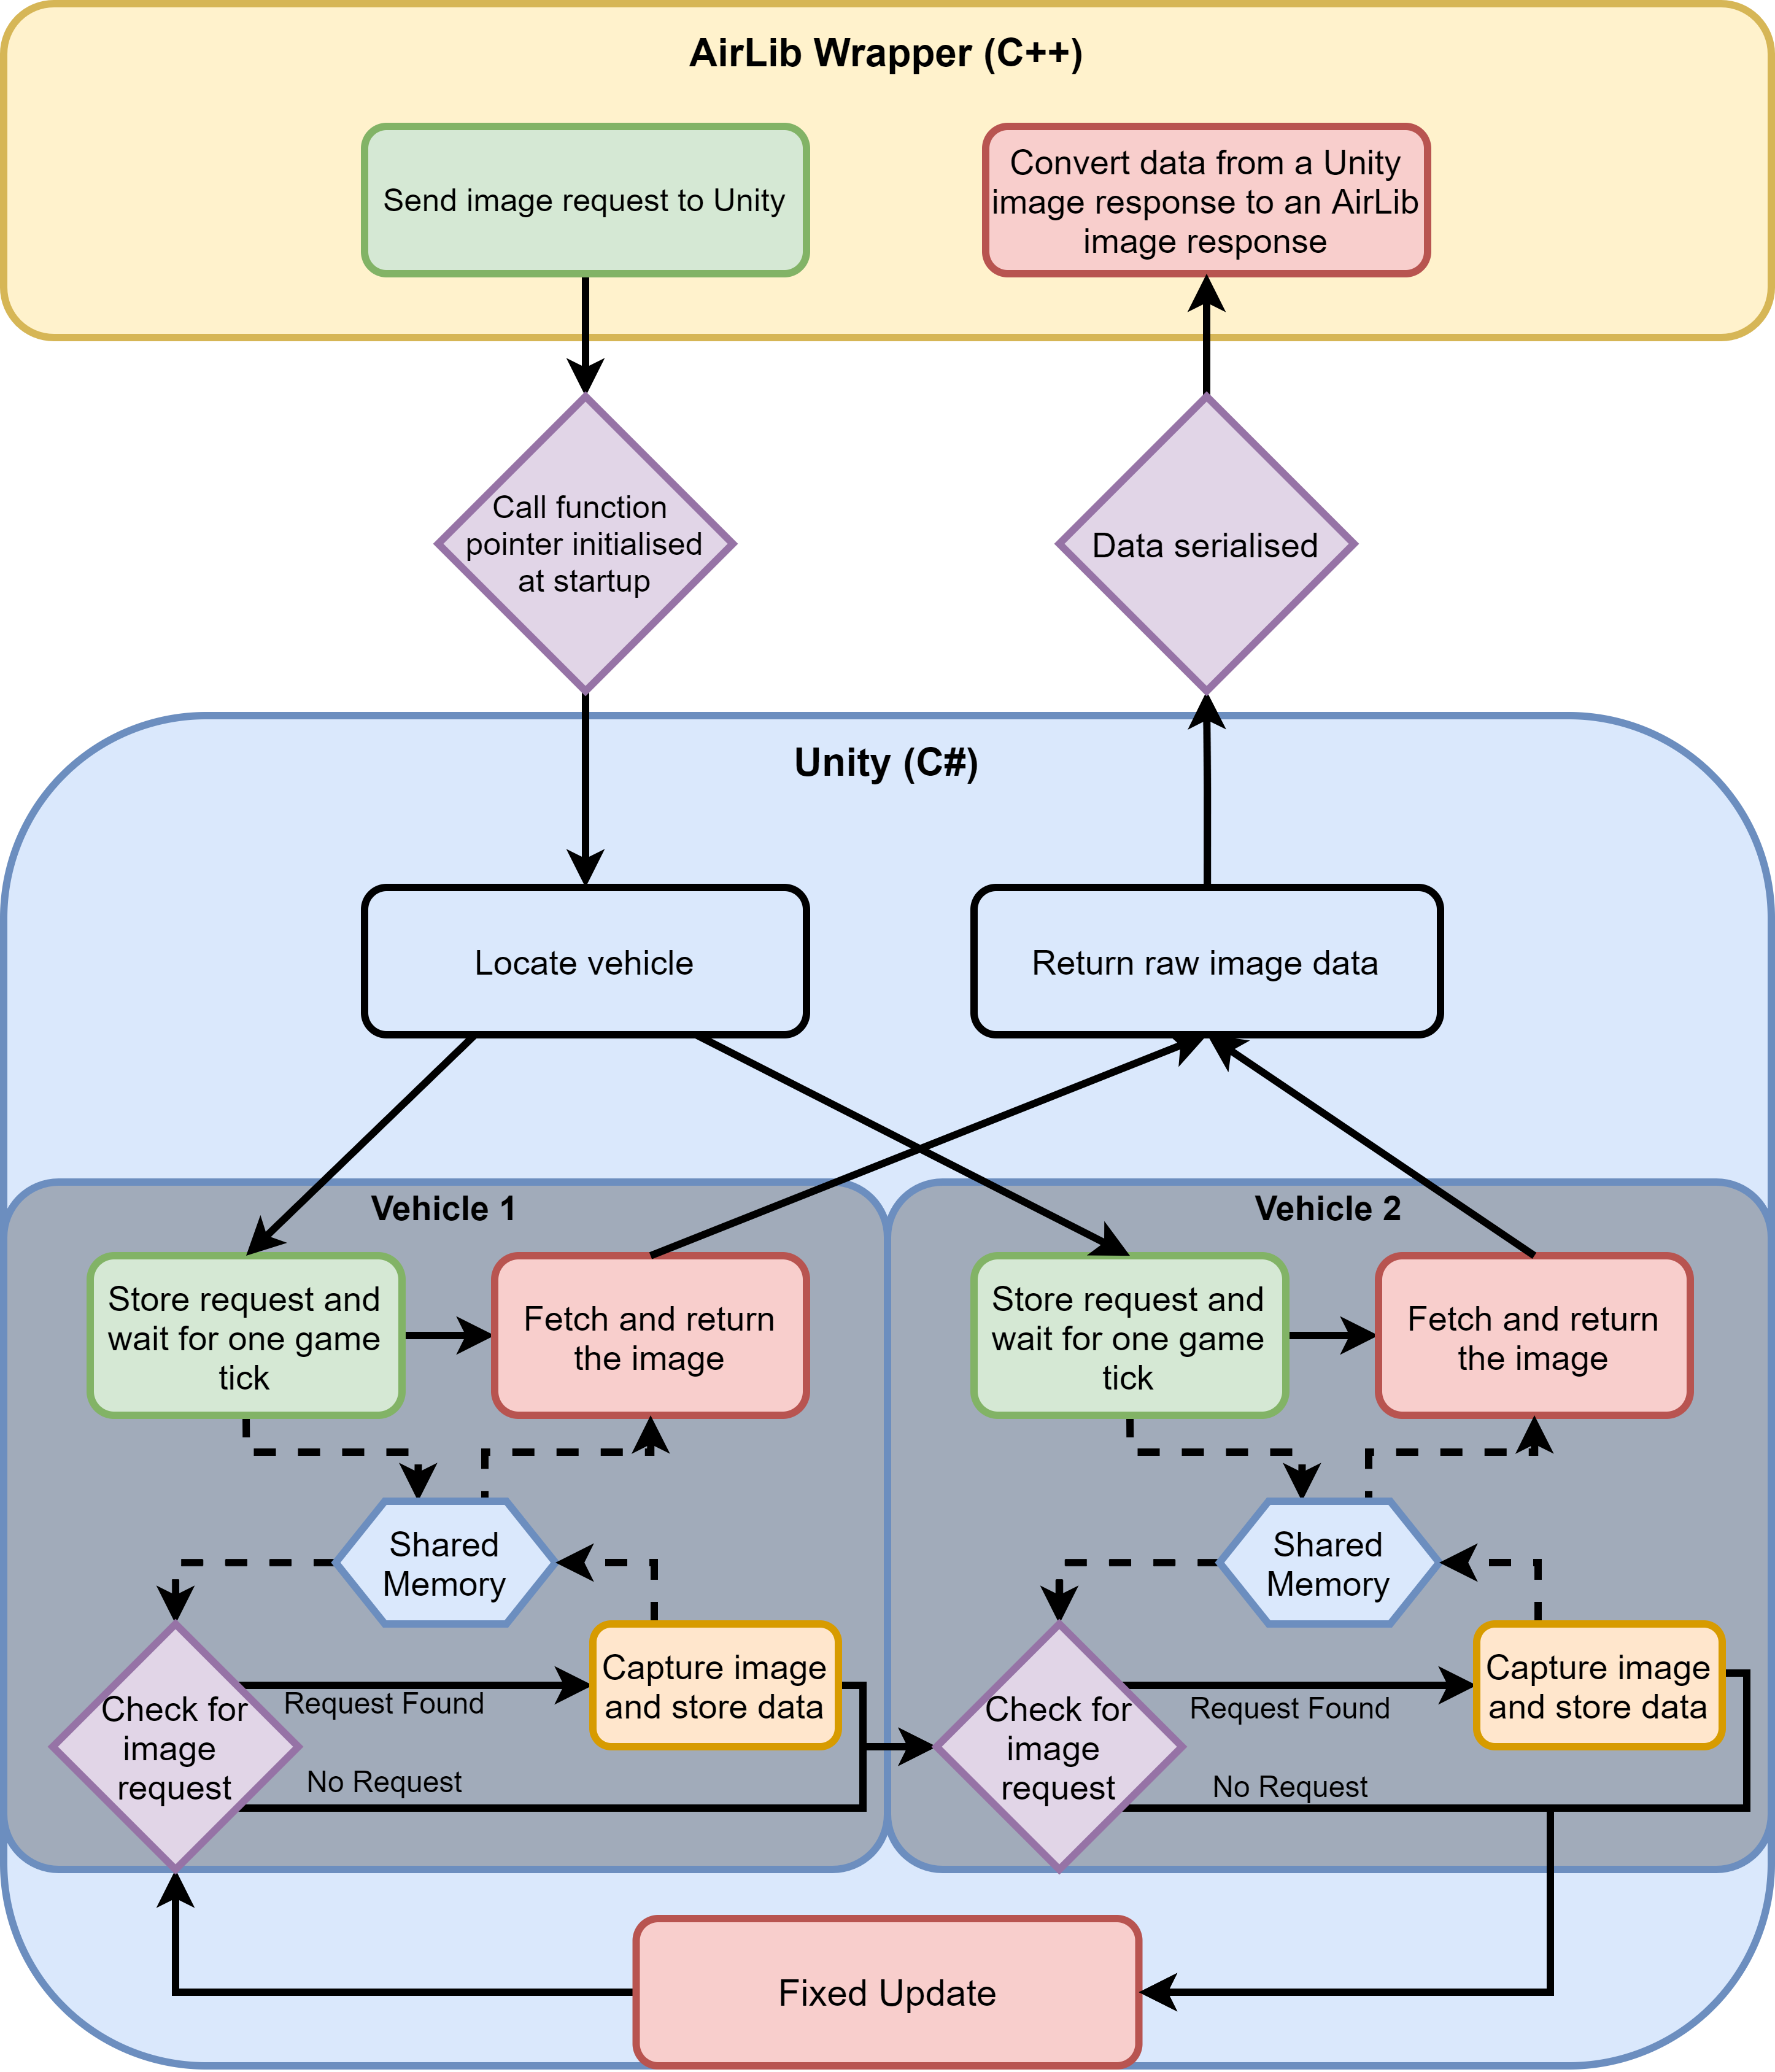 AirLib Wrapper (C++)
Send image request to Unity
Convert data from a Unity
image response to an AirLib
image response
Call function
pointer initialised
at startup
Data serialised
Unity (C#)
Locate vehicle
Return raw image data
Vehicle 1
Store request and
wait for one game
tick
Fetch and return
the image
Shared
Memory
Check for
image
request
Request Found
No Request
Capture image
and store data
Vehicle 2
Store request and
wait for one game
tick
Fetch and return
the image
Shared
Memory
Check for
image
request
Request Found
No Request
Capture image
and store data
Fixed Update